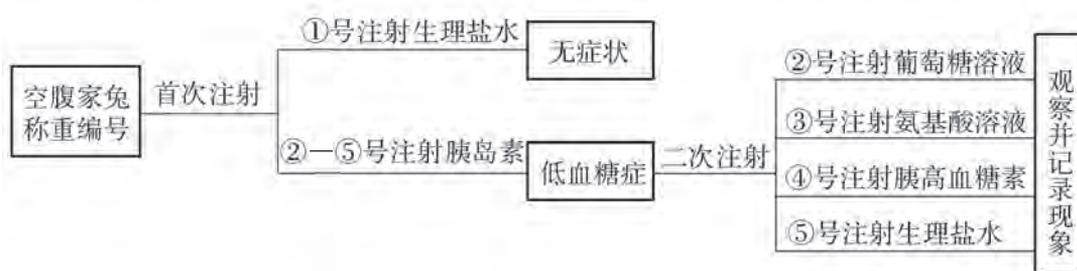 空腹家兔
称重编号
首次注射
①号注射生理盐水
无症状
②—⑤号注射胰岛素
低血糖症
二次注射
②号注射葡萄糖溶液
③号注射氨基酸溶液
④号注射胰高血糖素
⑤号注射生理盐水
观察并记录现象